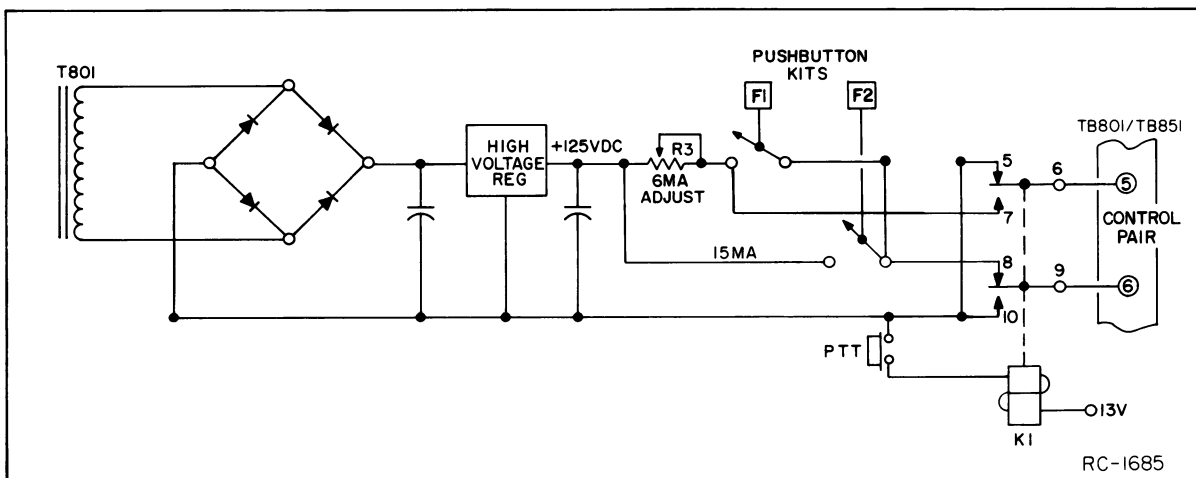 T801
HIGH
VOLTAGE
REG
+125VDC
R3
6MA
ADJUST
15MA
PUSHBUTTON
KITS
F1
F2
TB801/TB851
5
6
5
7
CONTROL
PAIR
8
9
6
10
PTT
13V
K1
RC-1685